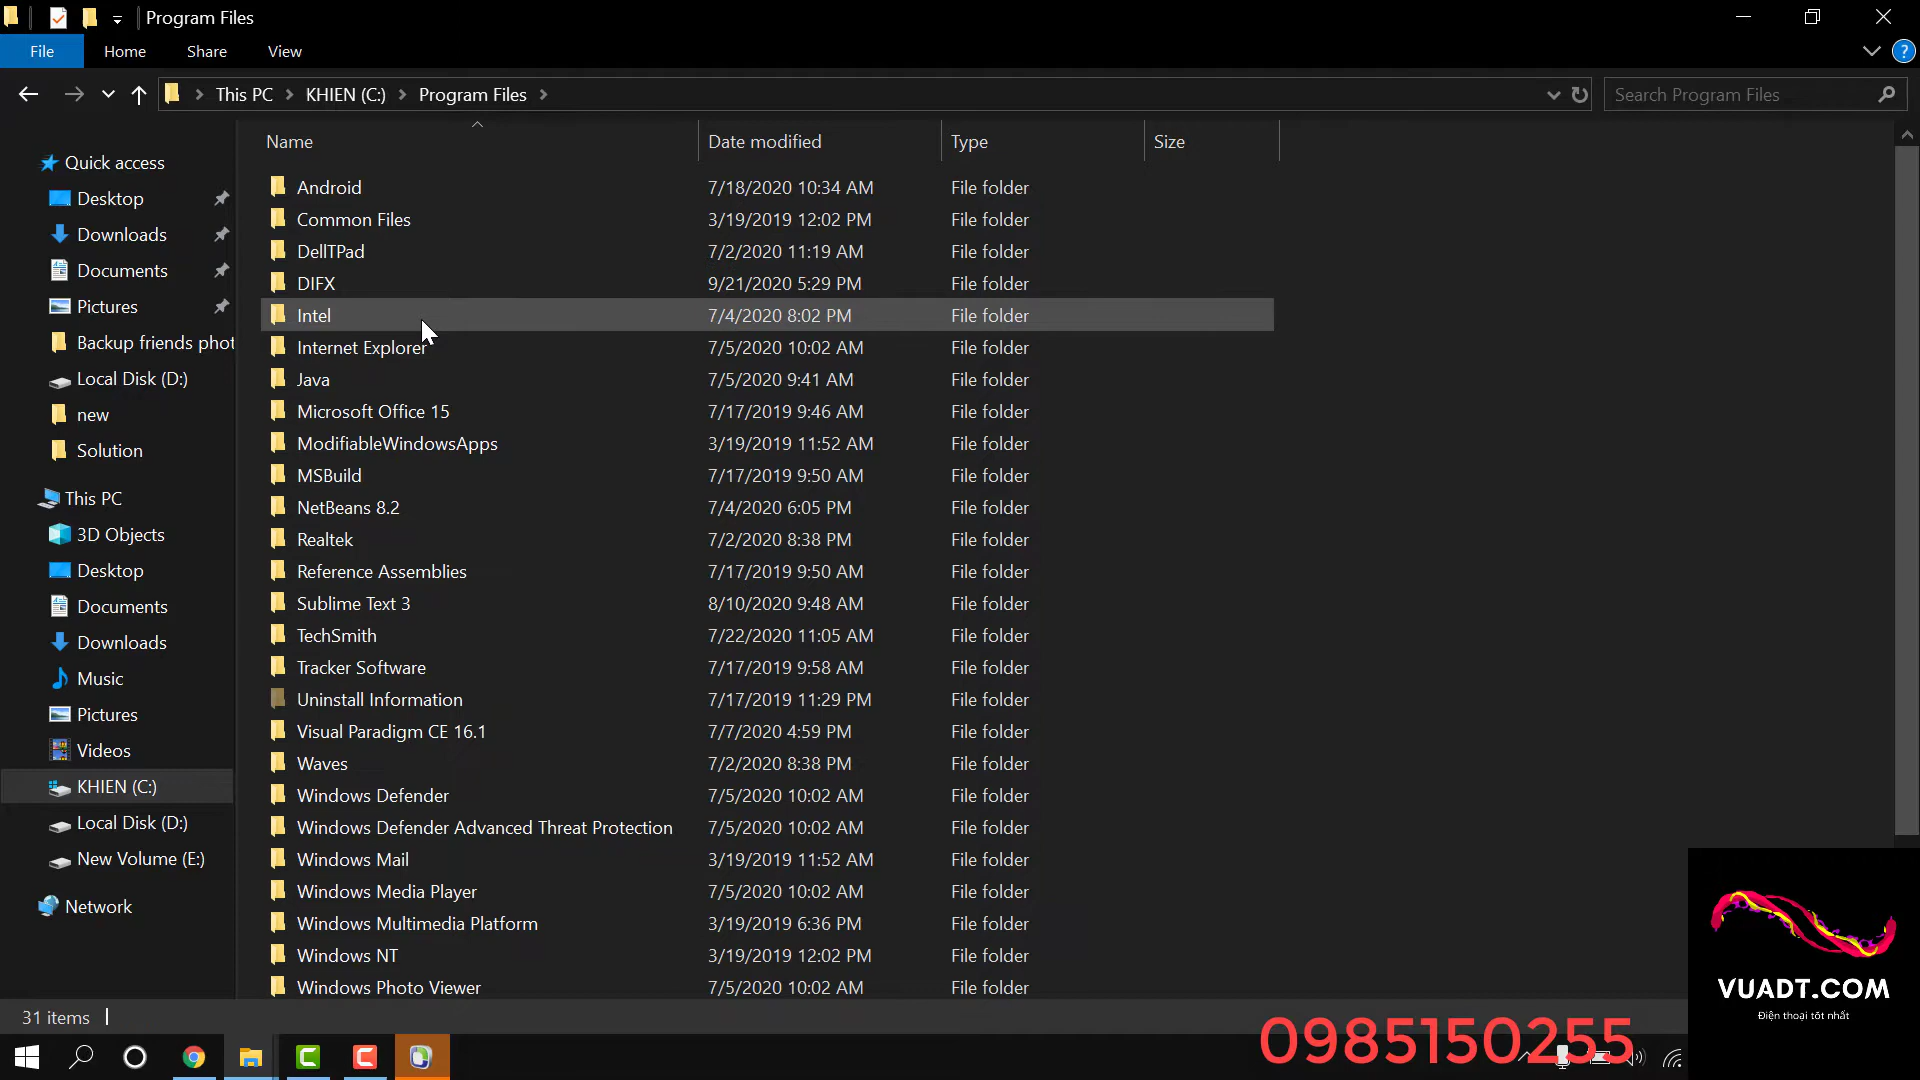 Program Files
File Home Share View
This PC KHIEN (C:) Program Files
Search Program Files
Name Date modified Type Size
Quick access
Desktop
Downloads
Documents
Pictures
Backup friends phot
Local Disk (D:)
new
Solution
This PC
3D Objects
Desktop
Documents
Downloads
Music
Pictures
Videos
KHIEN (C:)
Local Disk (D:)
New Volume (E:)
Network
Android 7/18/2020 10:34 AM File folder
Common Files 3/19/2019 12:02 PM File folder
DellTPad 7/2/2020 11:19 AM File folder
DIFX 9/21/2020 5:29 PM File folder
Intel 7/4/2020 8:02 PM File folder
Internet Explorer 7/5/2020 10:02 AM File folder
Java 7/5/2020 9:41 AM File folder
Microsoft Office 15 7/17/2019 9:46 AM File folder
ModifiableWindowsApps 3/19/2019 11:52 AM File folder
MSBuild 7/17/2019 9:50 AM File folder
NetBeans 8.2 7/4/2020 6:05 PM File folder
Realtek 7/2/2020 8:38 PM File folder
Reference Assemblies 7/17/2019 9:50 AM File folder
Sublime Text 3 8/10/2020 9:48 AM File folder
TechSmith 7/22/2020 11:05 AM File folder
Tracker Software 7/17/2019 9:58 AM File folder
Uninstall Information 7/17/2019 11:29 PM File folder
Visual Paradigm CE 16.1 7/7/2020 4:59 PM File folder
Waves 7/2/2020 8:38 PM File folder
Windows Defender 7/5/2020 10:02 AM File folder
Windows Defender Advanced Threat Protection 7/5/2020 10:02 AM File folder
Windows Mail 3/19/2019 11:52 AM File folder
Windows Media Player 7/5/2020 10:02 AM File folder
Windows Multimedia Platform 3/19/2019 6:36 PM File folder
Windows NT 3/19/2019 12:02 PM File folder
Windows Photo Viewer 7/5/2020 10:02 AM File folder
31 items
VUADT.COM
Điện thoại tốt nhất
0985150255